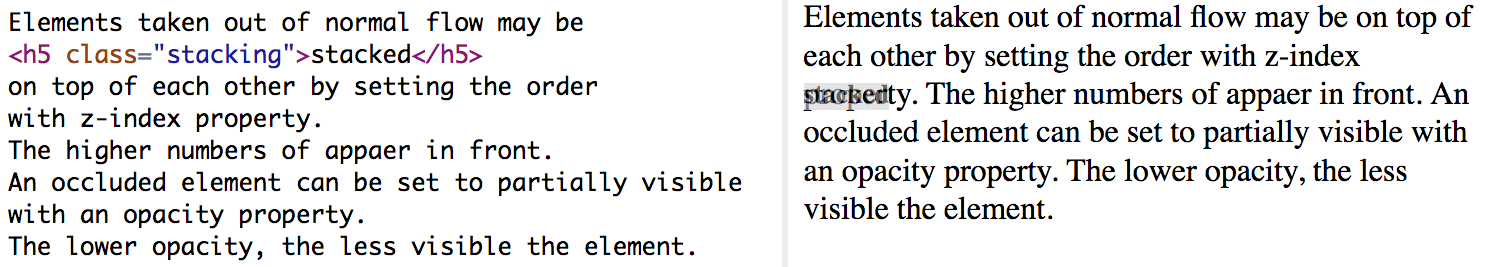 Elements taken out of normal flow may be
<h5 class="stacking">stacked</h5>
on top of each other by setting the order
with z-index property.
The higher numbers of appaer in front.
An occluded element can be set to partially visible
with an opacity property.
The lower opacity, the less visible the element.
Elements taken out of normal flow may be on top of
each other by setting the order with z-index
stackedty. The higher numbers of appaer in front. An
occluded element can be set to partially visible with
an opacity property. The lower opacity, the less
visible the element.